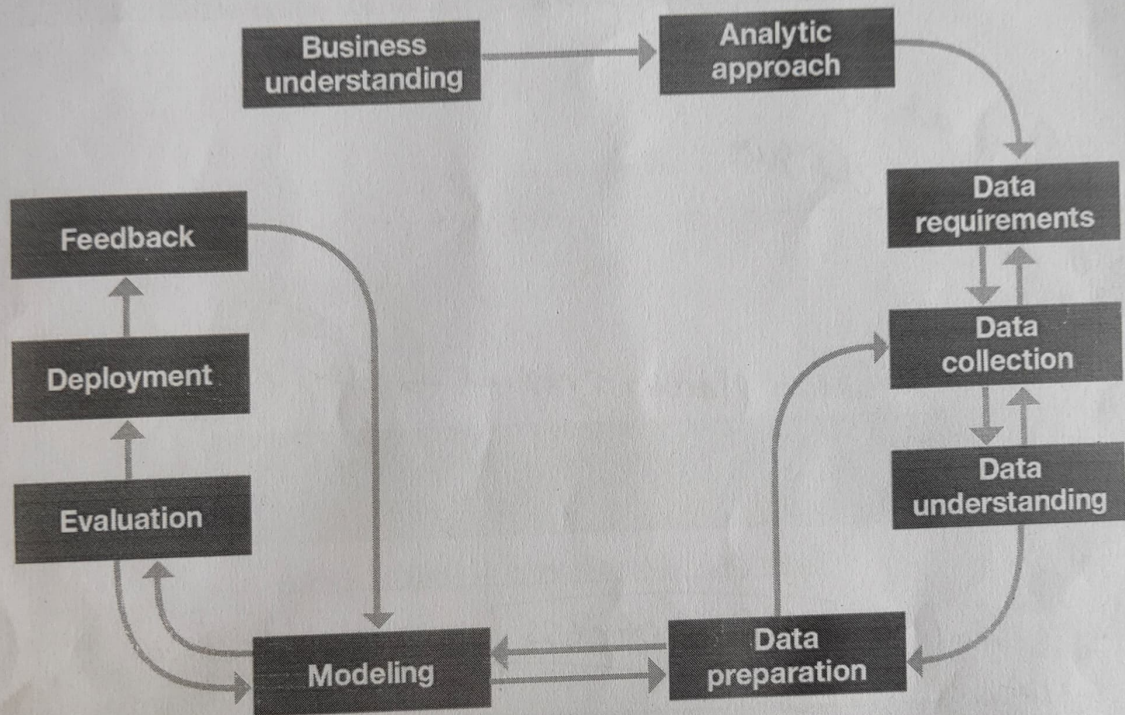 Business
understanding
Analytic
approach
Data
requirements
Data
collection
Data
understanding
Data
preparation
Modeling
Evaluation
Deployment
Feedback